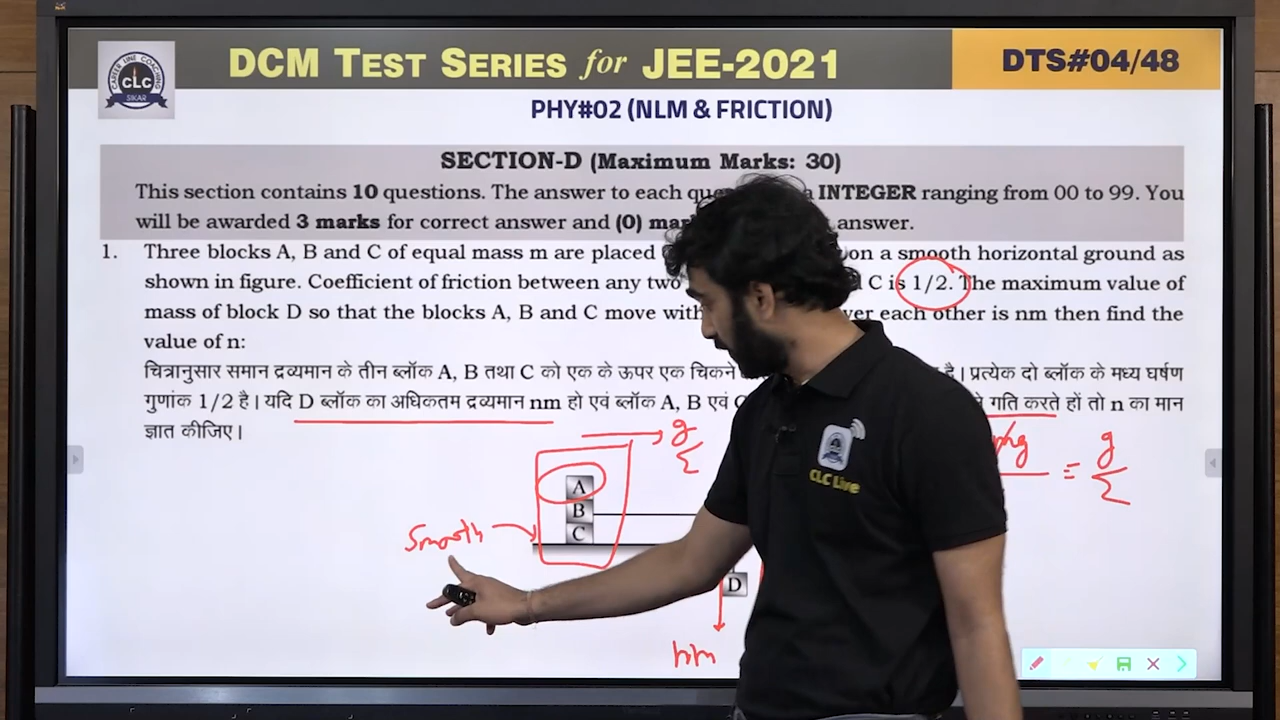 DCM TEST SERIES for JEE-2021
DTS#04/48
CAREER LINE COACHING
CLC
SIKAR
PHY#02 (NLM & FRICTION)
SECTION-D (Maximum Marks: 30)
This section contains 10 questions. The answer to each INTEGER ranging from 00 to 99. You
will be awarded 3 marks for correct answer and (0) answer.
1. Three blocks A, B and C of equal mass m are placed on a smooth horizontal ground as
shown in figure. Coefficient of friction between any two C is 1/2. The maximum value of
mass of block D so that the blocks A, B and C move each other is nm then find the
value of n:
चित्रानुसार समान द्रव्यमान के तीन ब्लॉक A, B तथा C को एक के ऊपर एक चिकने है। प्रत्येक दो ब्लॉक के मध्य घर्षण
गुणांक 1/2 है। यदि D ब्लॉक का अधिकतम द्रव्यमान nm हो एवं ब्लॉक A, B एवं गति करते हों तो n का मान
ज्ञात कीजिए।
g/2
= g/2
A
B
Smooth
C
D
nm
CLC Live